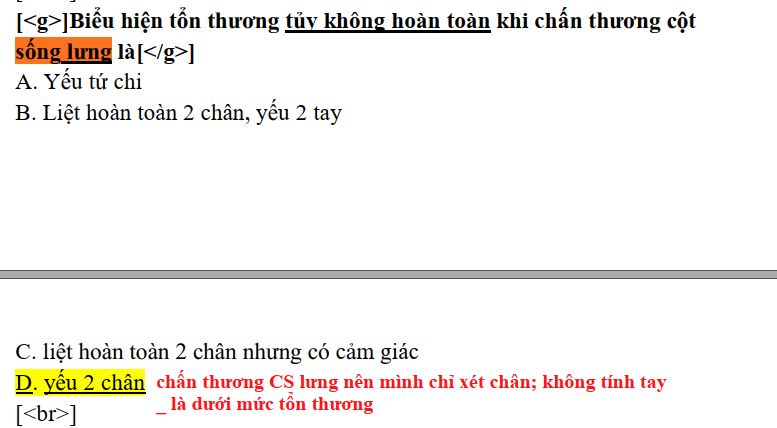 [<g>]Biểu hiện tổn thương tủy không hoàn toàn khi chấn thương cột
sống lưng là[</g>]
A. Yếu tứ chi
B. Liệt hoàn toàn 2 chân, yếu 2 tay
C. liệt hoàn toàn 2 chân nhưng có cảm giác
D. yếu 2 chân chấn thương CS lưng nên mình chỉ xét chân; không tính tay
[<br>] _ là dưới mức tổn thương